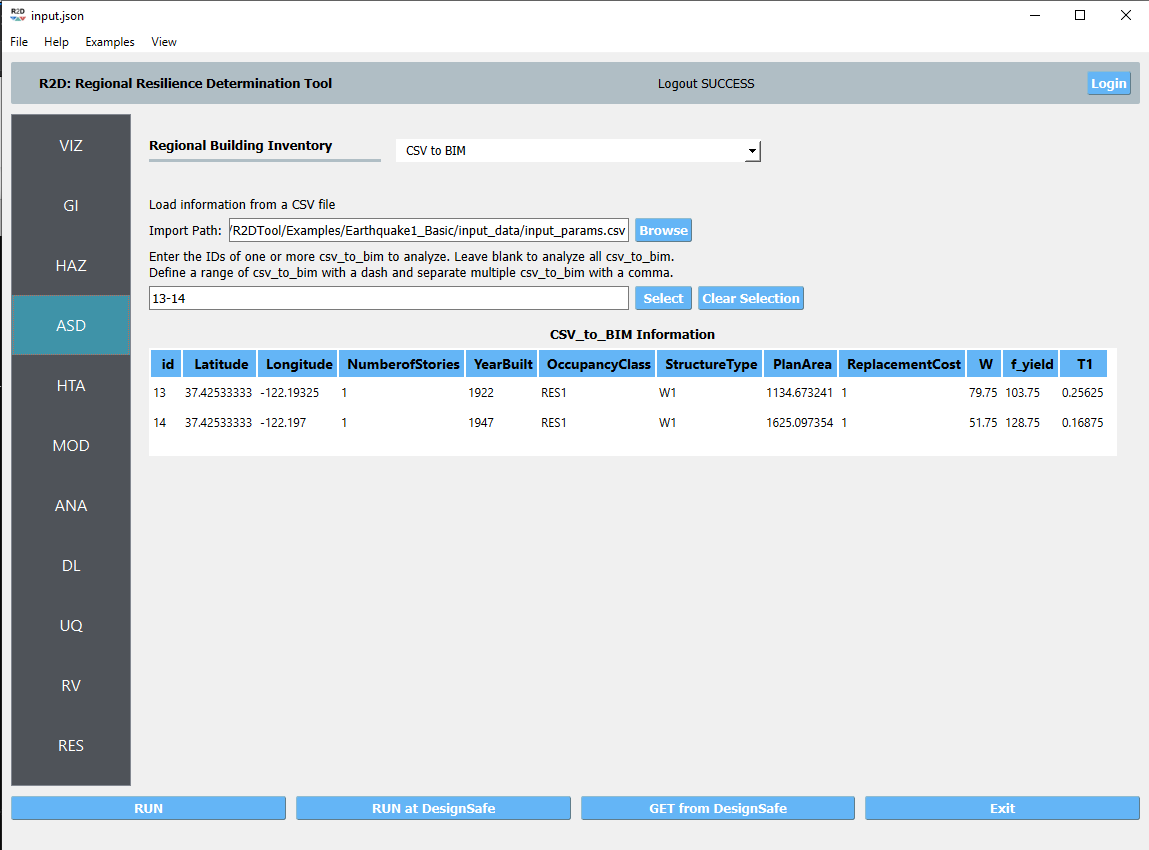 R2D input.json
File Help Examples View
R2D: Regional Resilience Determination Tool Logout SUCCESS Login
VIZ
GI
HAZ
ASD
HTA
MOD
ANA
DL
UQ
RV
RES
Regional Building Inventory CSV to BIM
Load information from a CSV file
Import Path: /R2DTool/Examples/Earthquake1_Basic/input_data/input_params.csv Browse
Enter the IDs of one or more csv_to_bim to analyze. Leave blank to analyze all csv_to_bim.
Define a range of csv_to_bim with a dash and separate multiple csv_to_bim with a comma.
13-14 Select Clear Selection
CSV_to_BIM Information
id Latitude Longitude NumberofStories YearBuilt OccupancyClass StructureType PlanArea ReplacementCost W f_yield T1
13 37.42533333 -122.19325 1 1922 RES1 W1 1134.673241 1 79.75 103.75 0.25625
14 37.42533333 -122.197 1 1947 RES1 W1 1625.097354 1 51.75 128.75 0.16875
RUN RUN at DesignSafe GET from DesignSafe Exit